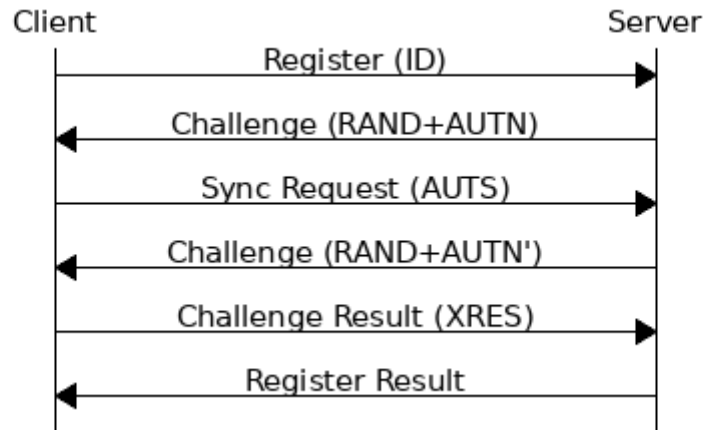 Client
Server
Register (ID)
Challenge (RAND+AUTN)
Sync Request (AUTS)
Challenge (RAND+AUTN')
Challenge Result (XRES)
Register Result